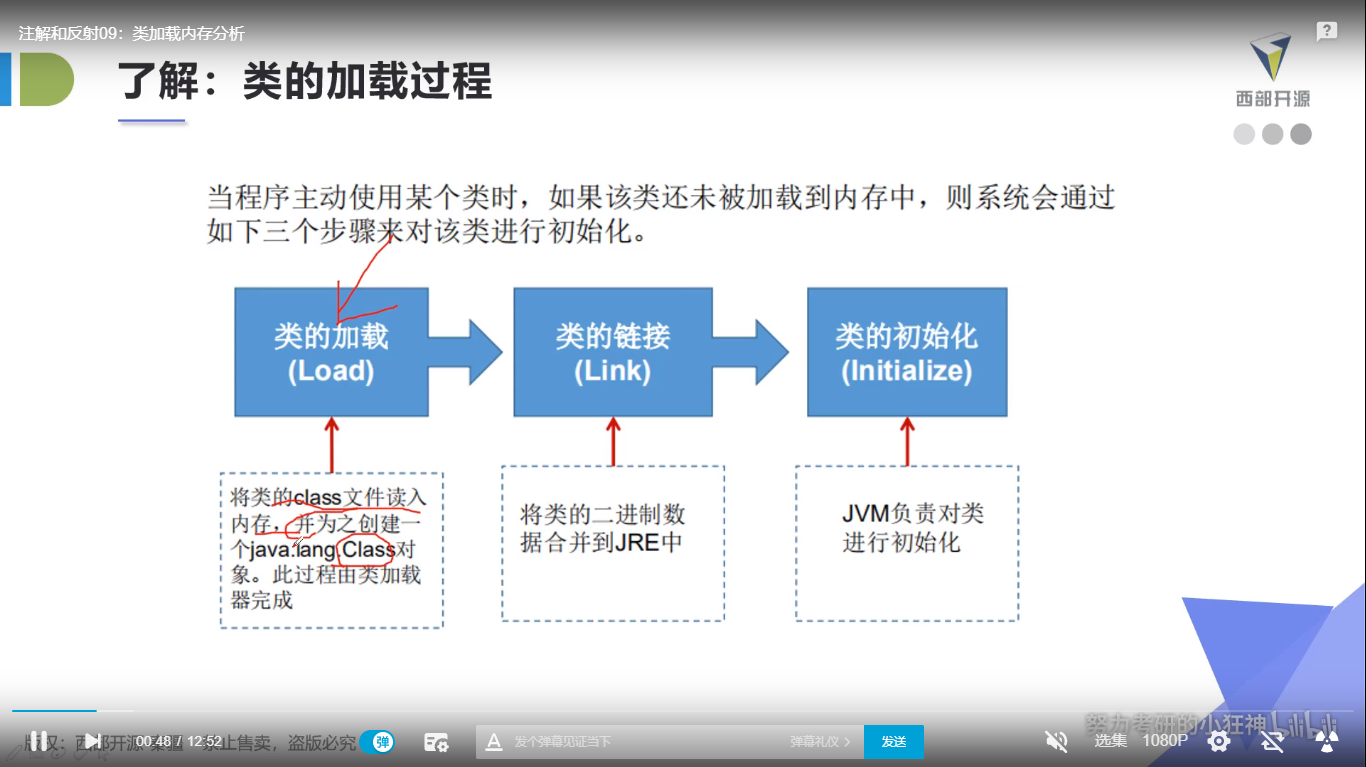 注解和反射09：类加载内存分析
?
了解：类的加载过程
西部开源
当程序主动使用某个类时，如果该类还未被加载到内存中，则系统会通过
如下三个步骤来对该类进行初始化。
类的加载
(Load)
类的链接
(Link)
类的初始化
(Initialize)
将类的class文件读入
内存，并为之创建一
个java.lang.Class对
象。此过程由类加载
器完成
将类的二进制数
据合并到JRE中
JVM负责对类
进行初始化
努力考研的小狂神 bilibili
版权：西部开源 秦疆 禁止售卖，盗版必究
00:48 / 12:52
弹
A
发个弹幕见证当下
弹幕礼仪 >
发送
选集
1080P